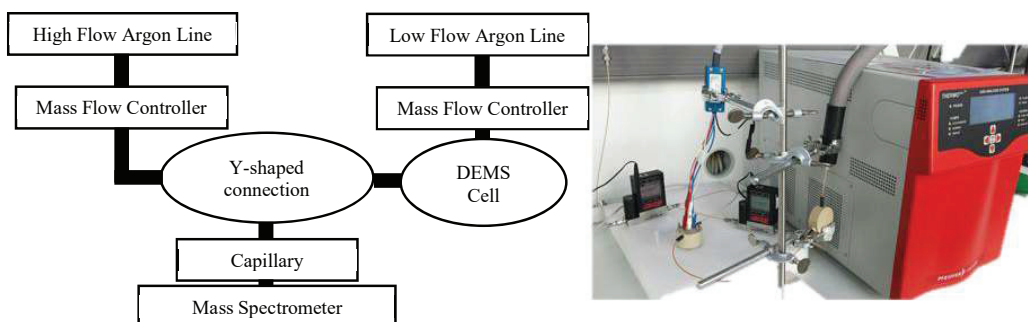 High Flow Argon Line
Low Flow Argon Line
Mass Flow Controller
Mass Flow Controller
Y-shaped
connection
DEMS
Cell
Capillary
Mass Spectrometer